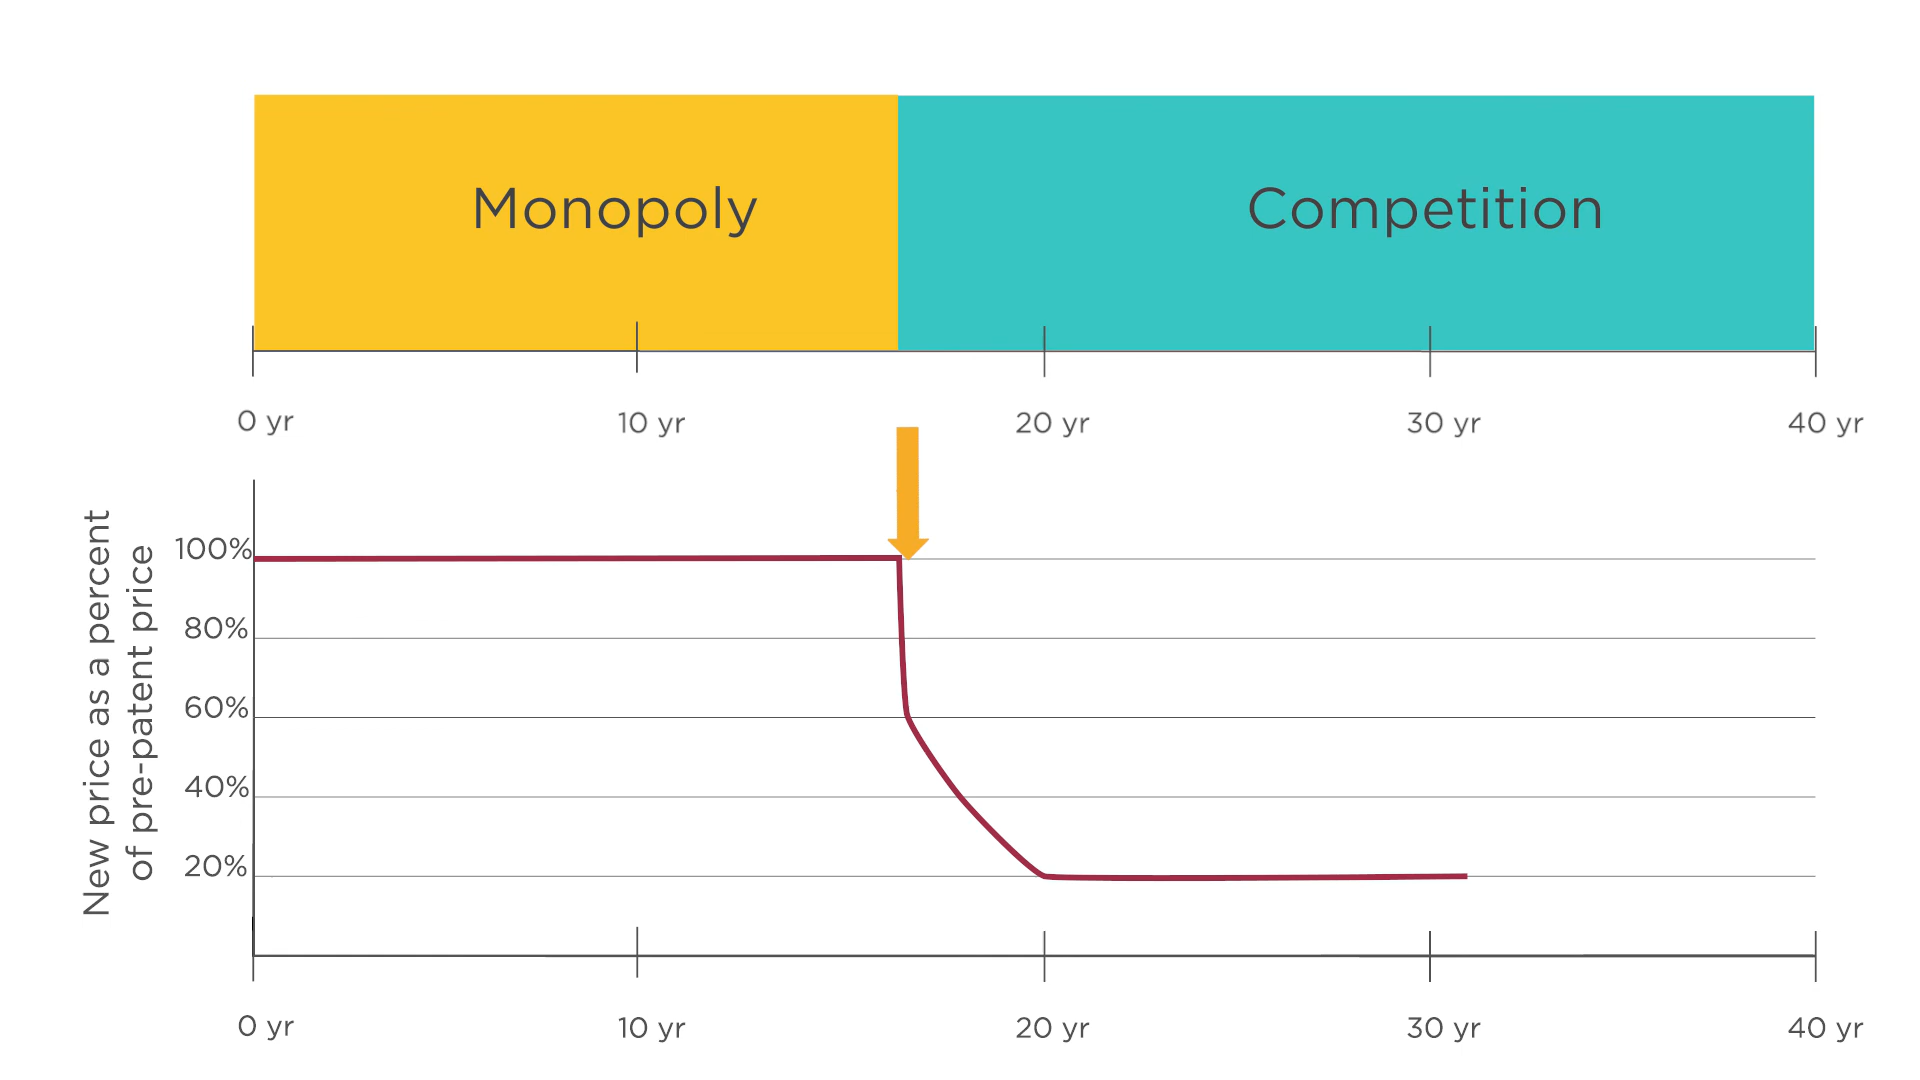 Monopoly
Competition
0 yr
10 yr
20 yr
30 yr
40 yr
New price as a percent
of pre-patent price
100%
80%
60%
40%
20%
0 yr
10 yr
20 yr
30 yr
40 yr